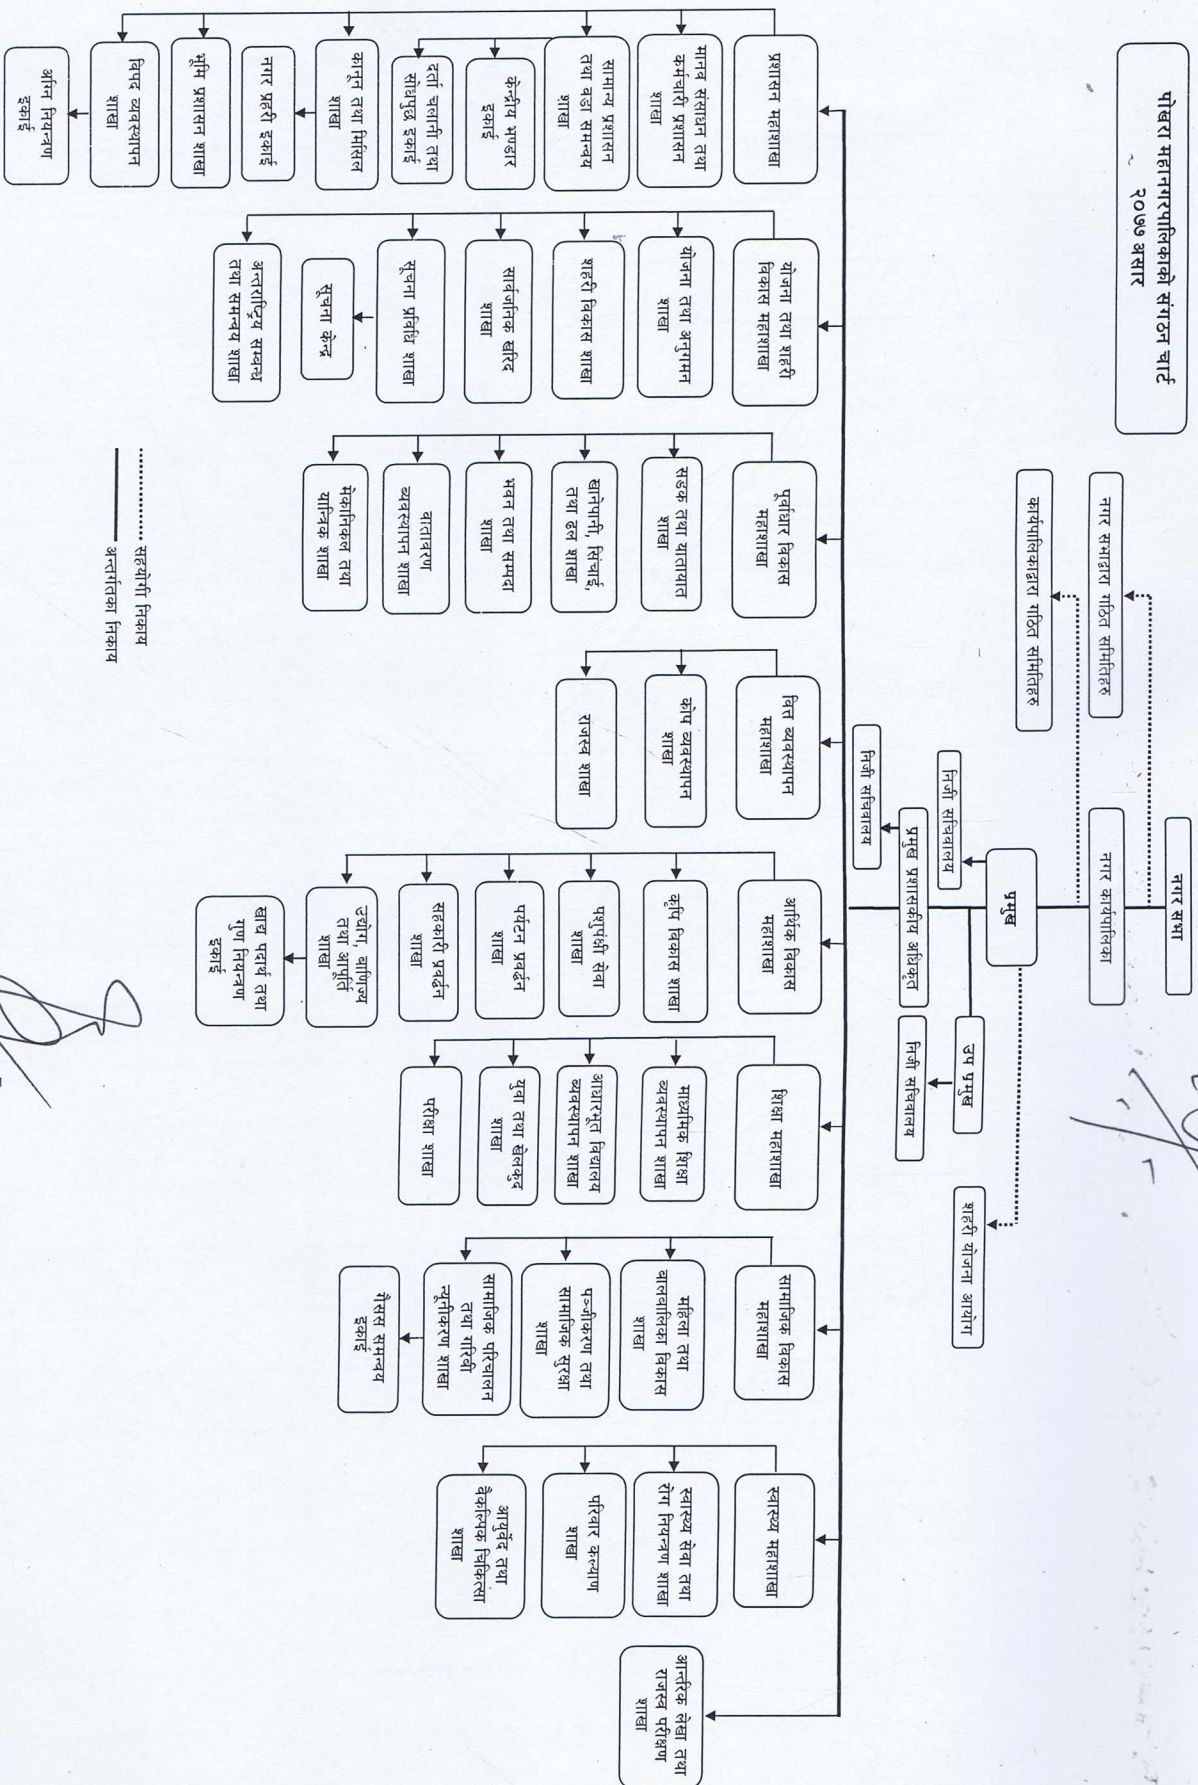 पोखरा महानगरपालिकाको संगठन चार्ट
२०७७ असार
नगर सभा
नगर सभाद्वारा गठित समितिहरु
नगर कार्यपालिका
कार्यपालिकाद्वारा गठित समितिहरु
प्रमुख
निजी सचिवालय
उप प्रमुख
शहरी योजना आयोग
प्रमुख प्रशासकीय अधिकृत
निजी सचिवालय
निजी सचिवालय
प्रशासन महाशाखा
मानव संसाधन तथा
कर्मचारी प्रशासन
शाखा
सामान्य प्रशासन
तथा वडा समन्वय
शाखा
केन्द्रीय भण्डार
इकाई
दर्ता चलानी तथा
सोधपुछ इकाई
कानून तथा मिसिल
शाखा
नगर प्रहरी इकाई
भूमि प्रशासन शाखा
विपद व्यवस्थापन
शाखा
अग्नि नियन्त्रण
इकाई
योजना तथा शहरी
विकास महाशाखा
योजना तथा अनुगमन
शाखा
शहरी विकास शाखा
सार्वजनिक खरिद
शाखा
सूचना प्रविधि शाखा
सूचना केन्द्र
अन्तराष्ट्रिय सम्वन्ध
तथा समन्वय शाखा
पूर्वाधार विकास
महाशाखा
सडक तथा यातायात
शाखा
खानेपानी, सिंचाई,
तथा ढल शाखा
भवन तथा सम्पदा
शाखा
वातावरण
व्यवस्थापन शाखा
मेकानिकल तथा
यान्त्रिक शाखा
वित्त व्यवस्थापन
महाशाखा
कोष व्यवस्थापन
शाखा
राजस्व शाखा
आर्थिक विकास
महाशाखा
कृषि विकास शाखा
पशुपंक्षी सेवा
शाखा
पर्यटन प्रवर्द्धन
शाखा
सहकारी प्रवर्द्धन
शाखा
उद्योग, वाणिज्य
तथा आपूर्ति
शाखा
खाद्य पदार्थ तथा
गुण नियन्त्रण
इकाई
शिक्षा महाशाखा
माध्यमिक शिक्षा
व्यवस्थापन शाखा
आधारभूत विद्यालय
व्यवस्थापन शाखा
युवा तथा खेलकुद
शाखा
परीक्षा शाखा
सामाजिक विकास
महाशाखा
महिला तथा
वालवालिका विकास
शाखा
पञ्जीकरण तथा
सामाजिक सुरक्षा
शाखा
सामाजिक परिचालन
तथा गरिवी
न्यूनीकरण शाखा
गैसस समन्वय
इकाई
स्वास्थ्य महाशाखा
स्वास्थ्य सेवा तथा
रोग नियन्त्रण शाखा
परिवार कल्याण
शाखा
आयुर्वेद तथा
वैकल्पिक चिकित्सा
शाखा
आन्तरिक लेखा तथा
राजस्व परीक्षण
शाखा
सहयोगी निकाय
अन्तर्गतका निकाय